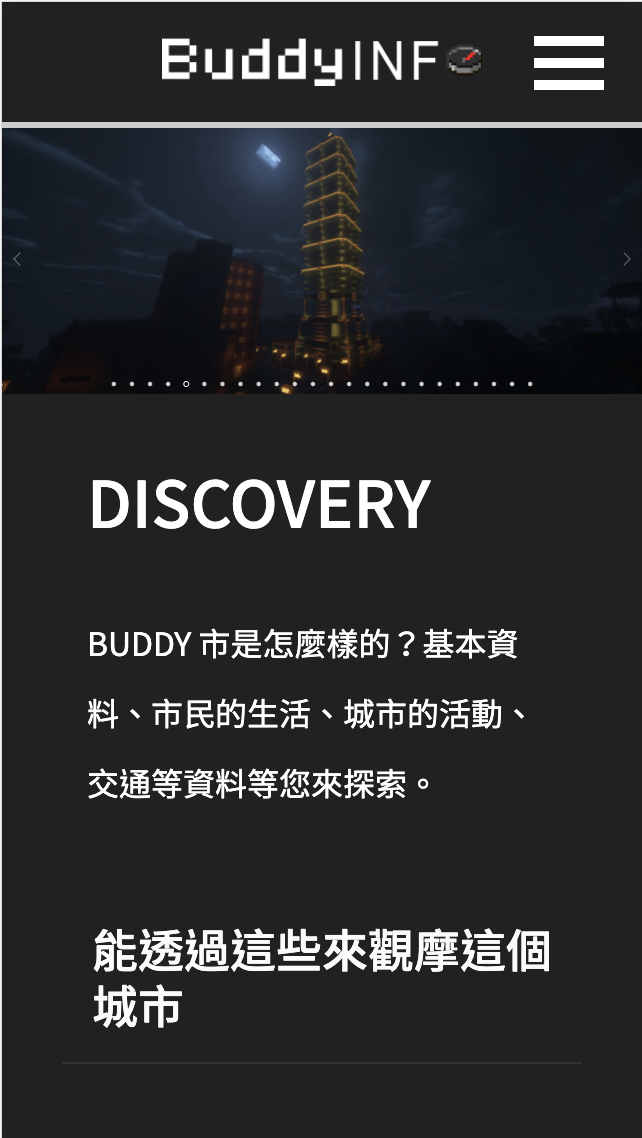 BuddyINF
DISCOVERY
BUDDY 市是怎麼樣的？基本資
料、市民的生活、城市的活動、
交通等資料等您來探索。
能透過這些來觀摩這個
城市